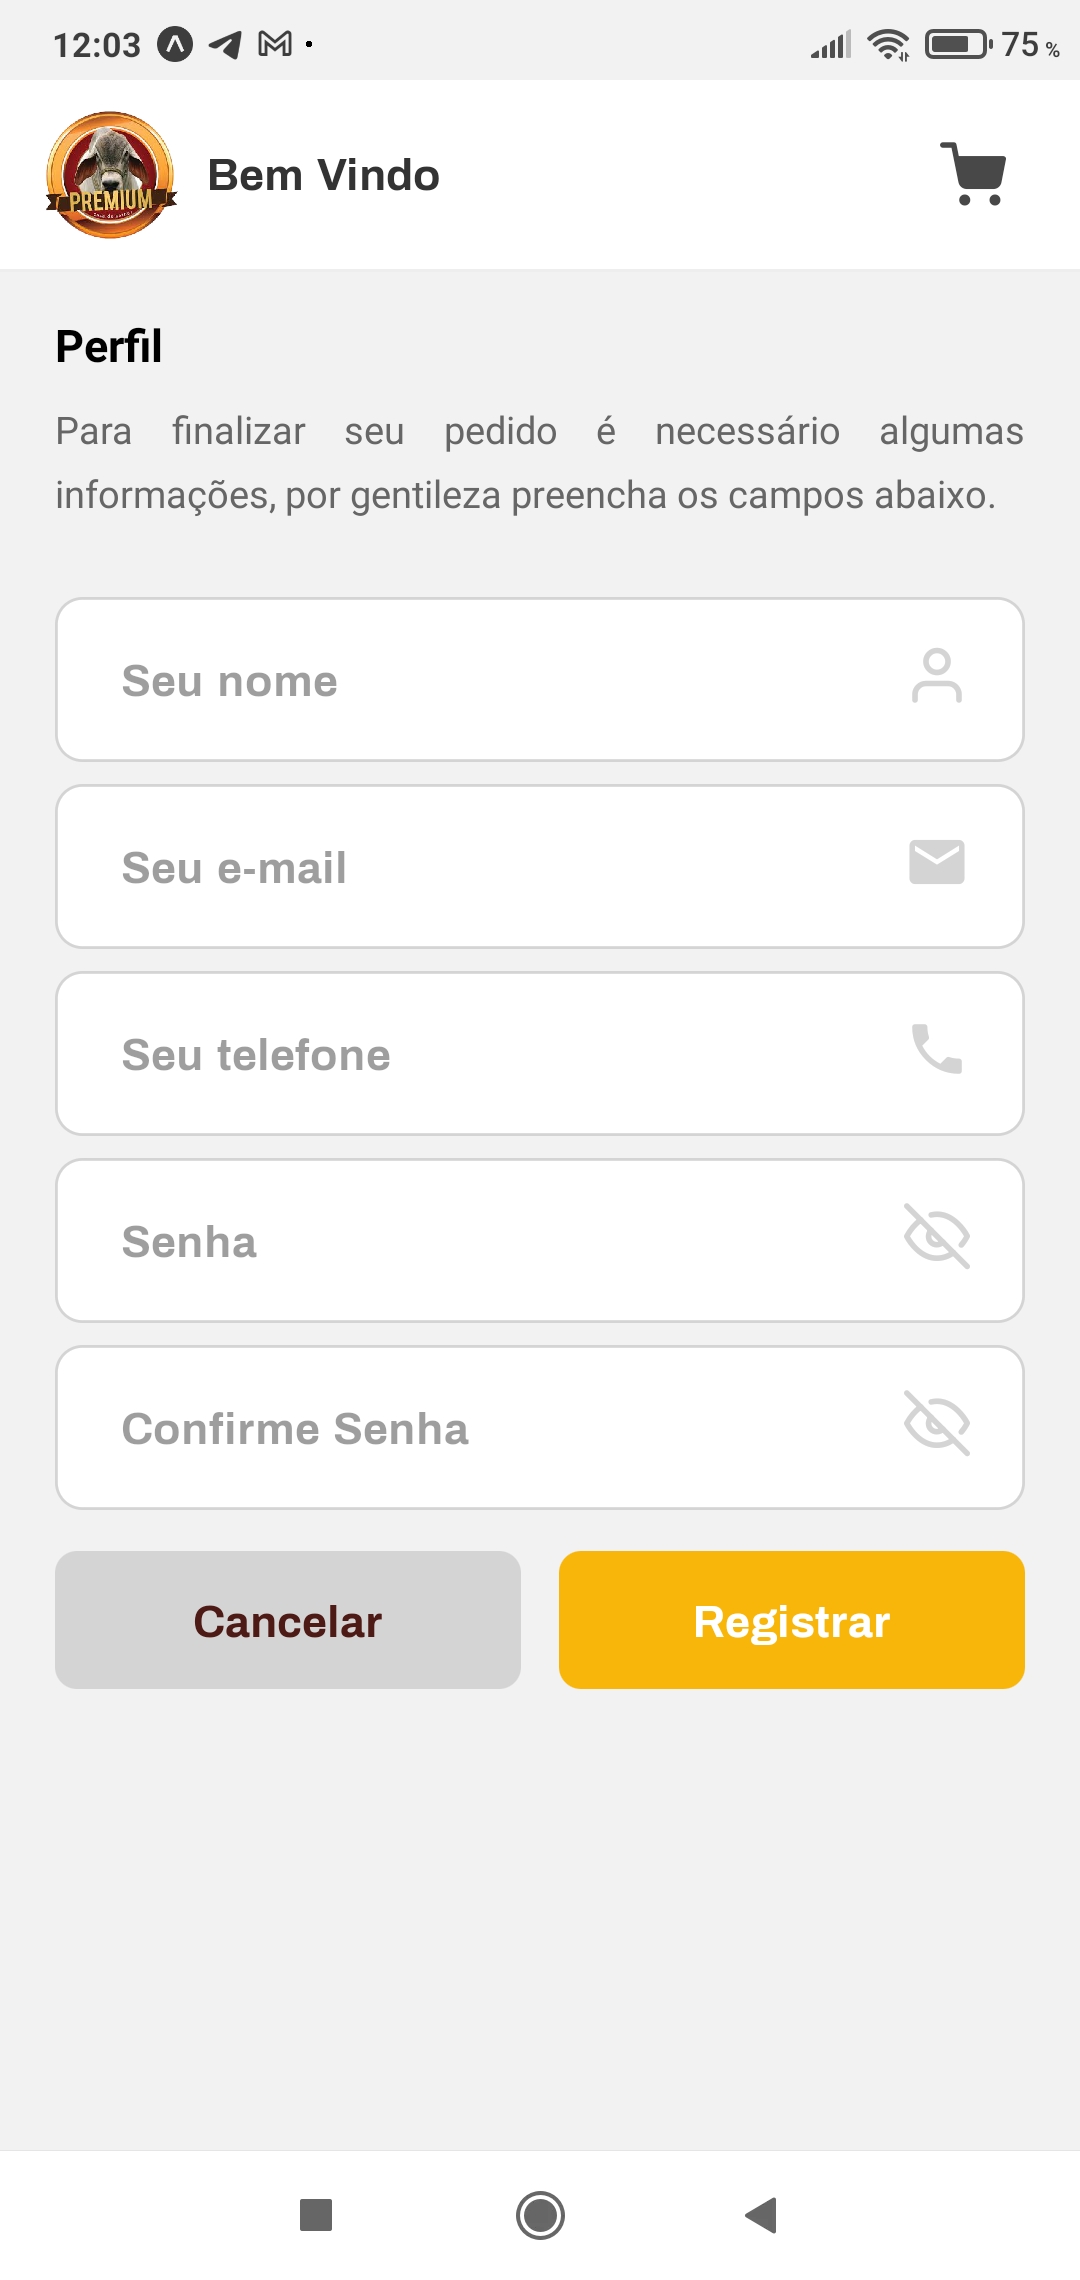 12:03
75 %
PREMIUM
Bem Vindo
Perfil
Para finalizar seu pedido é necessário algumas
informações, por gentileza preencha os campos abaixo.
Seu nome
Seu e-mail
Seu telefone
Senha
Confirme Senha
Cancelar
Registrar